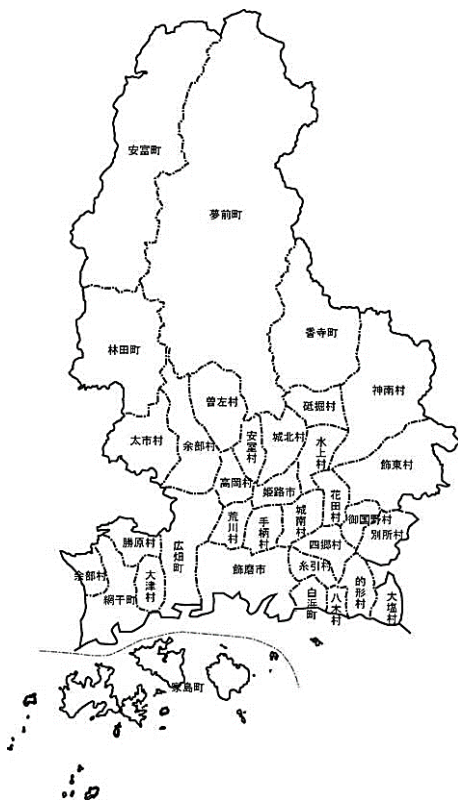 安富町
夢前町
香寺町
林田町
神南村
曽左村
砥堀村
太市村
余部村
安室村
城北村
水上村
飾東村
高岡村
姫路市
花田村
荒川村
手柄村
城南村
御国野村
別所村
勝原村
広畑町
四郷村
飾磨市
糸引村
余部村
大津村
網干町
白浜町
八木村
的形村
大塩村
家島町